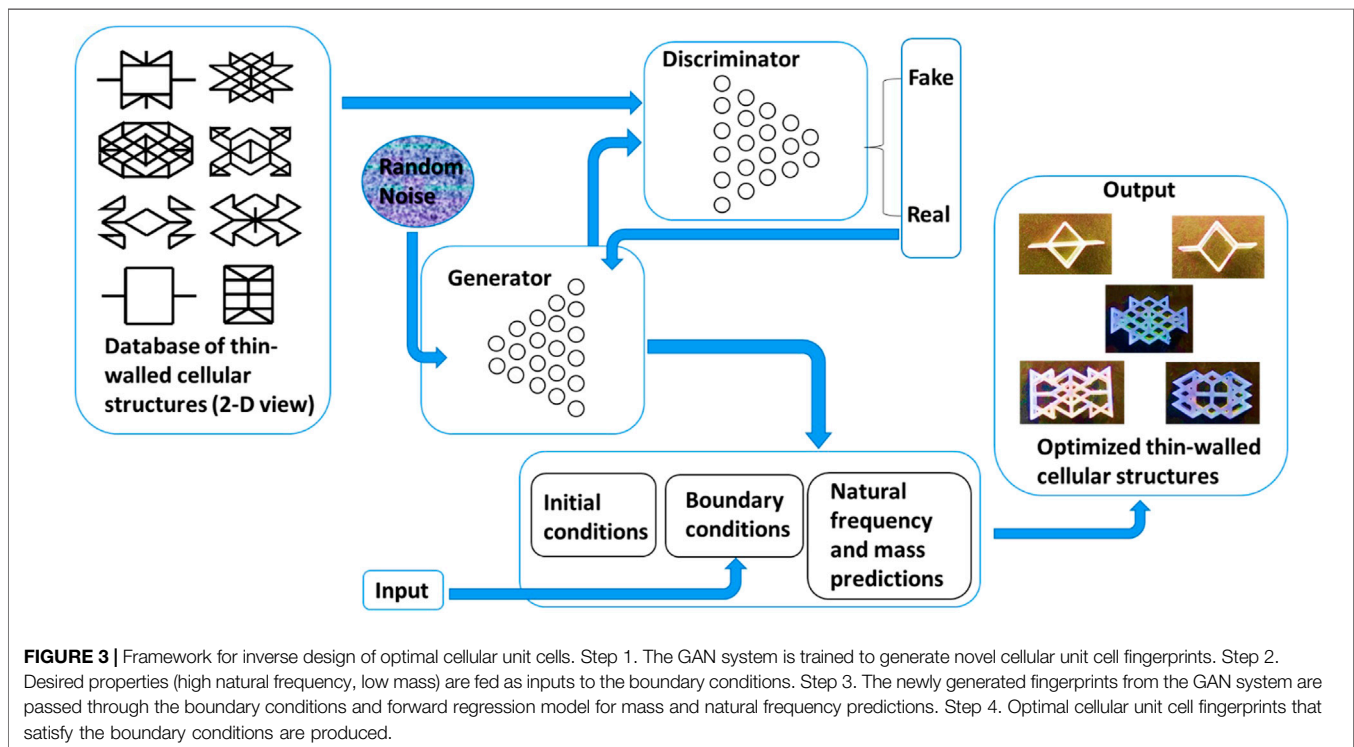 Database of thin-
walled cellular
structures (2-D view)
Random
Noise
Discriminator
Fake
Real
Generator
Initial
conditions
Boundary
conditions
Natural
frequency
and mass
predictions
Input
Output
Optimized thin-walled
cellular structures
FIGURE 3 | Framework for inverse design of optimal cellular unit cells. Step 1. The GAN system is trained to generate novel cellular unit cell fingerprints. Step 2.
Desired properties (high natural frequency, low mass) are fed as inputs to the boundary conditions. Step 3. The newly generated fingerprints from the GAN system are
passed through the boundary conditions and forward regression model for mass and natural frequency predictions. Step 4. Optimal cellular unit cell fingerprints that
satisfy the boundary conditions are produced.